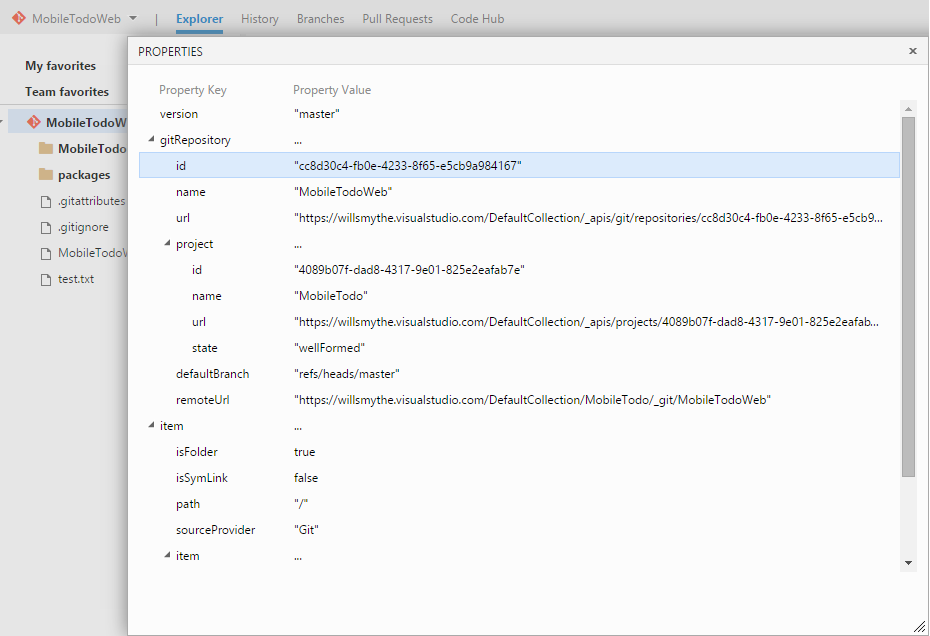 MobileTodoWeb | Explorer History Branches Pull Requests Code Hub
PROPERTIES
My favorites
Team favorites
MobileTodoW
MobileTodo
packages
.gitattributes
.gitignore
MobileTodoW
test.txt
Property Key Property Value
version "master"
gitRepository ...
id "cc8d30c4-fb0e-4233-8f65-e5cb9a984167"
name "MobileTodoWeb"
url "https://willsmythe.visualstudio.com/DefaultCollection/_apis/git/repositories/cc8d30c4-fb0e-4233-8f65-e5cb9...
project ...
id "4089b07f-dad8-4317-9e01-825e2eafab7e"
name "MobileTodo"
url "https://willsmythe.visualstudio.com/DefaultCollection/_apis/projects/4089b07f-dad8-4317-9e01-825e2eafab...
state "wellFormed"
defaultBranch "refs/heads/master"
remoteUrl "https://willsmythe.visualstudio.com/DefaultCollection/MobileTodo/_git/MobileTodoWeb"
item ...
isFolder true
isSymLink false
path "/"
sourceProvider "Git"
item ...